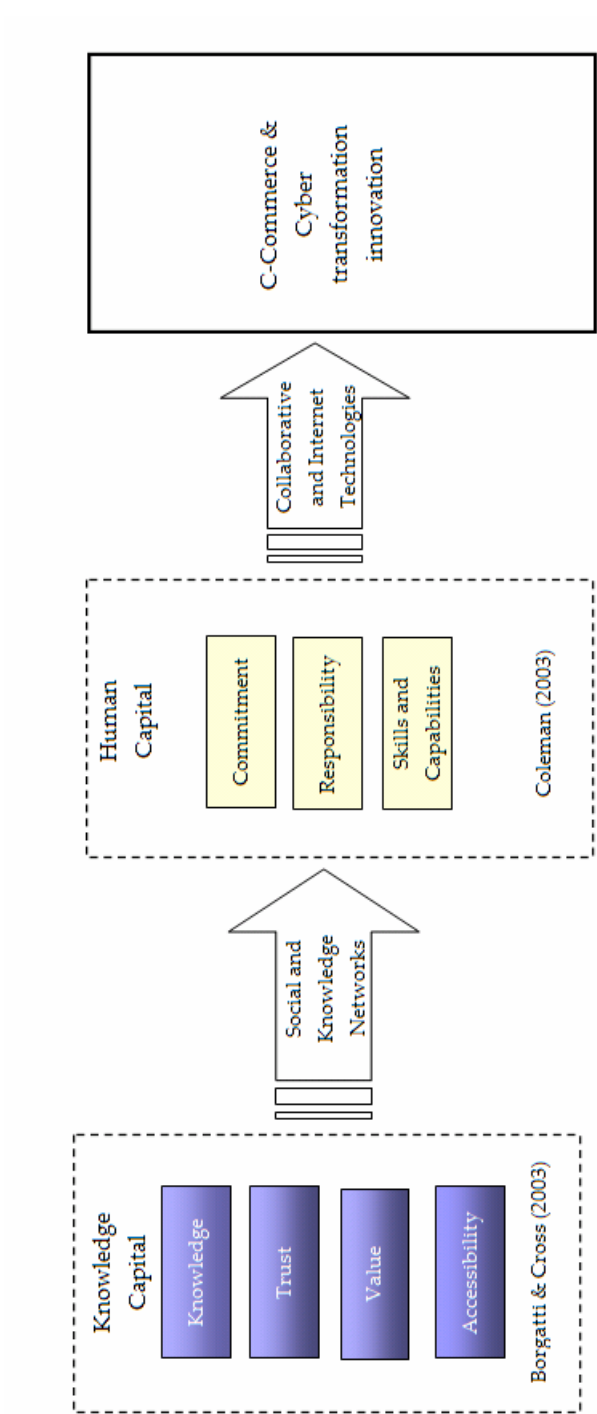 Knowledge
Capital
Knowledge
Trust
Value
Accessibility
Borgatti & Cross (2003)
Social and
Knowledge
Networks
Human
Capital
Commitment
Responsibility
Skills and
Capabilities
Coleman (2003)
Collaborative
and Internet
Technologies
C-Commerce &
Cyber
transformation
innovation